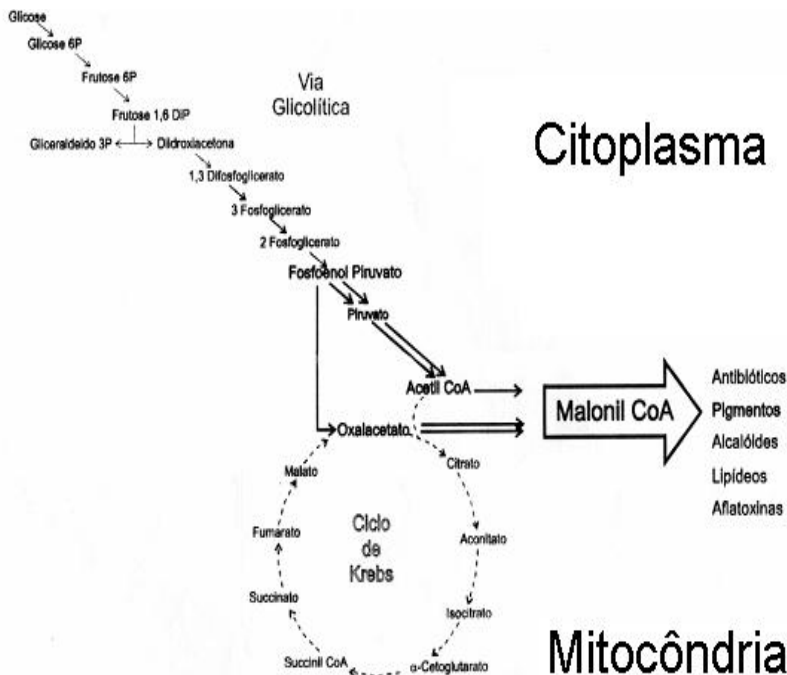 Glicose
Glicose 6P
Frutose 6P
Via
Glicolítica
Frutose 1,6 DIP
Gliceraldeído 3P
Diidroxiacetona
Citoplasma
1,3 Difosfoglicerato
3 Fosfoglicerato
2 Fosfoglicerato
Fosfoenol Piruvato
Piruvato
Acetil CoA
Malonil CoA
Antibióticos
Pigmentos
Alcalóides
Lipídeos
Aflatoxinas
Oxalacetato
Citrato
Malato
Fumarato
Ciclo
de
Krebs
Aconitato
Succinato
Isocitrato
Succinil CoA
α-Cetoglutarato
Mitocôndria